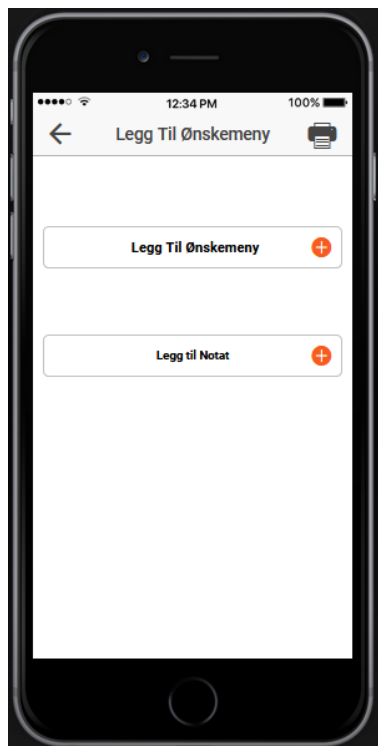 12:34 PM
100%
Legg Til Ønskemeny
Legg Til Ønskemeny
Legg til Notat